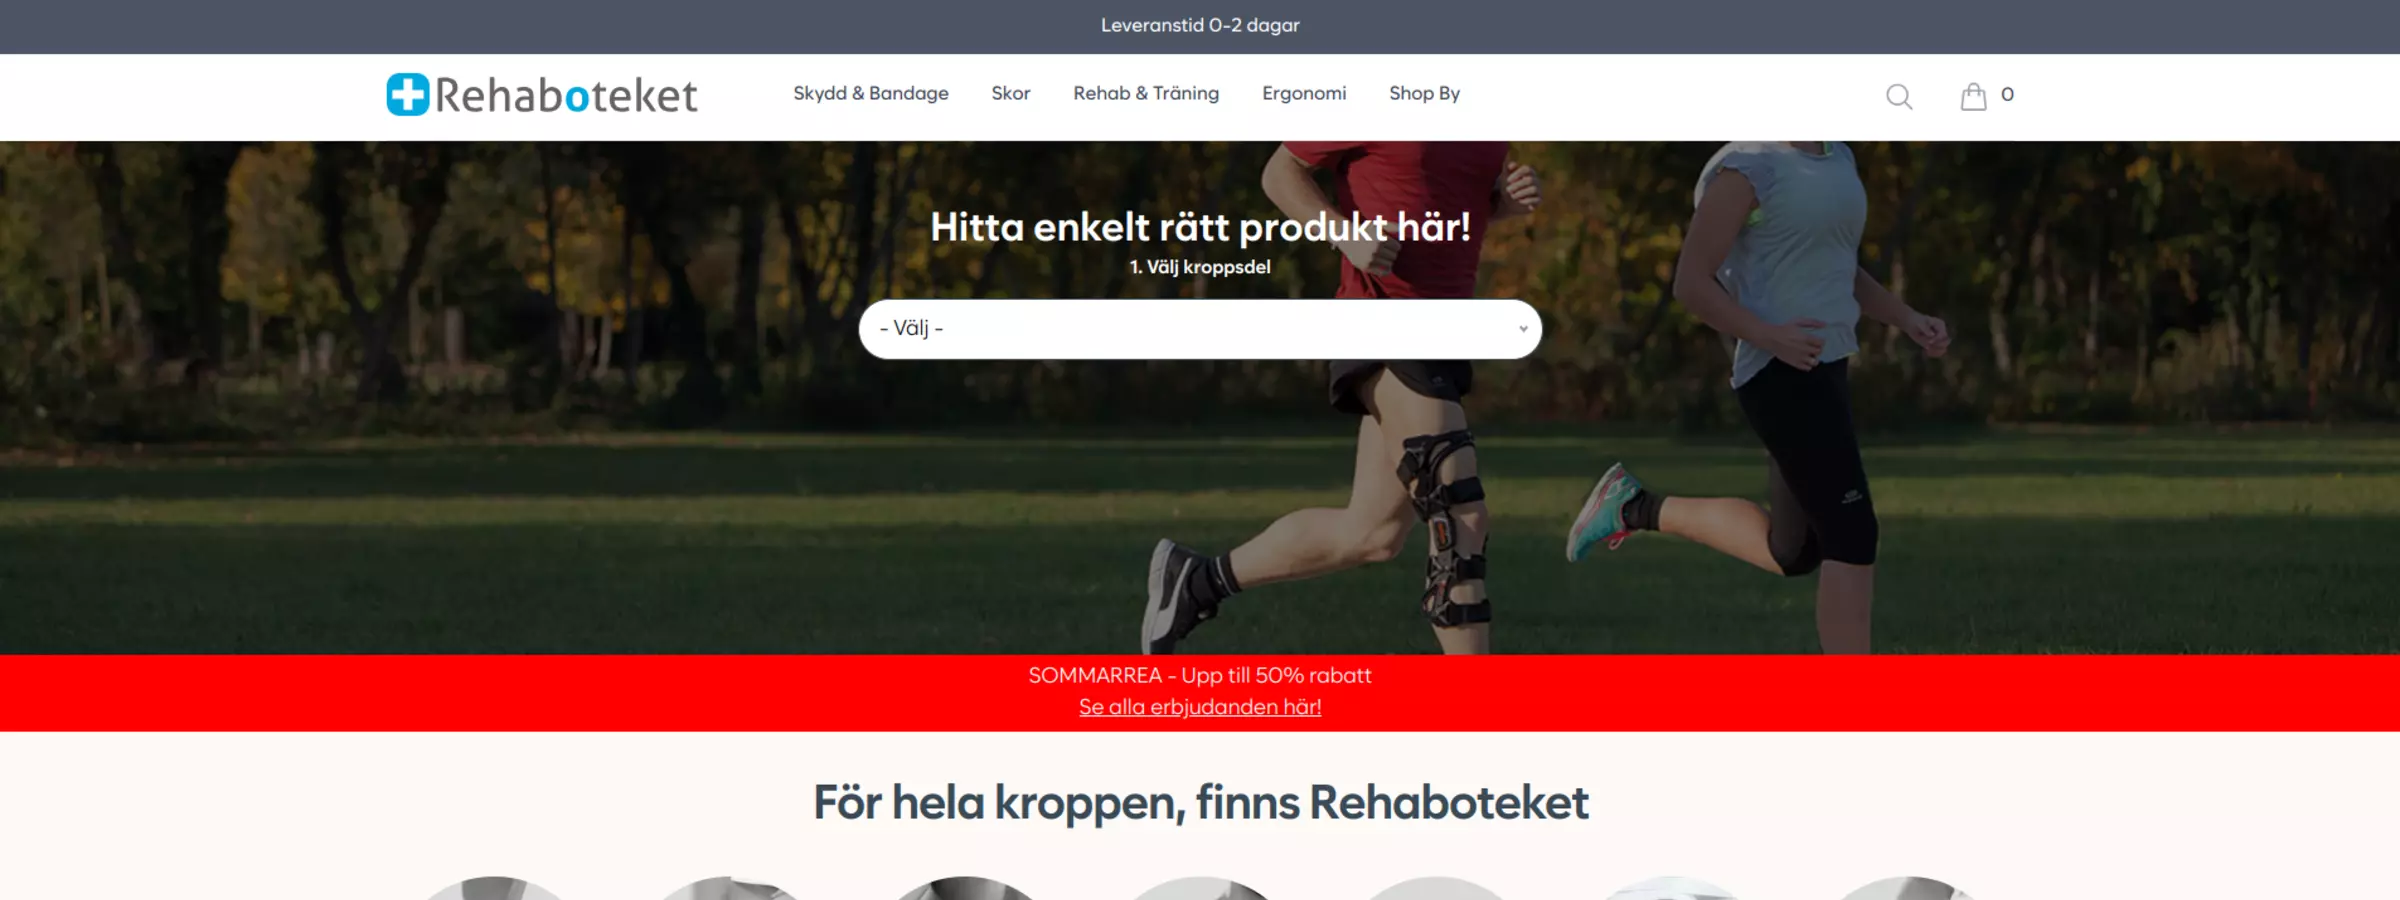 Leveranstid 0-2 dagar
Rehaboteket
Skydd & Bandage
Skor
Rehab & Träning
Ergonomi
Shop By
0
Hitta enkelt rätt produkt här!
1. Välj kroppsdel
- Välj -
SOMMARREA - Upp till 50% rabatt
Se alla erbjudanden här!
För hela kroppen, finns Rehaboteket